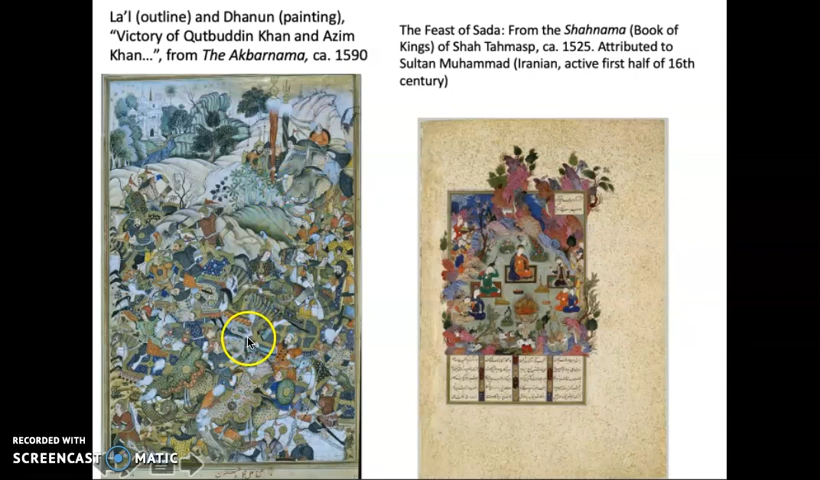 La’l (outline) and Dhanun (painting),
“Victory of Qutbuddin Khan and Azim
Khan…”, from The Akbarnama, ca. 1590
The Feast of Sada: From the Shahnama (Book of
Kings) of Shah Tahmasp, ca. 1525. Attributed to
Sultan Muhammad (Iranian, active first half of 16th
century)
RECORDED WITH
SCREENCAST MATIC